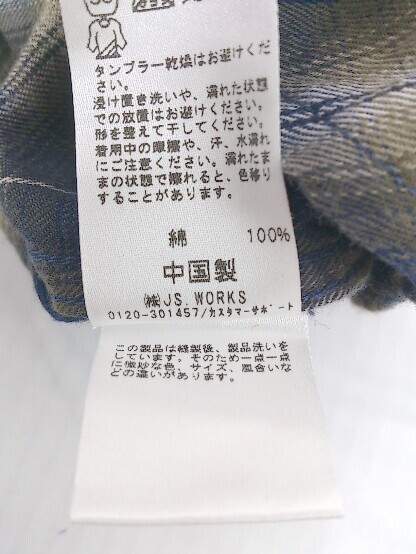 タンブラー乾燥はお避けくだ
さい。
浸け置き洗いや、濡れた状態
での放置はお避けください。
形を整えて干してください。
着用中の摩擦や、汗、水濡れ
にご注意ください。濡れたま
まの状態で擦れると、色移り
することがあります。
綿 100%
中国製
㈱JS. WORKS
0120-301457/カスタマーサポート
この製品は縫製後、製品洗いを
しています。そのため一点一点
に微妙な色、サイズ、風合いな
どの違いがあります。